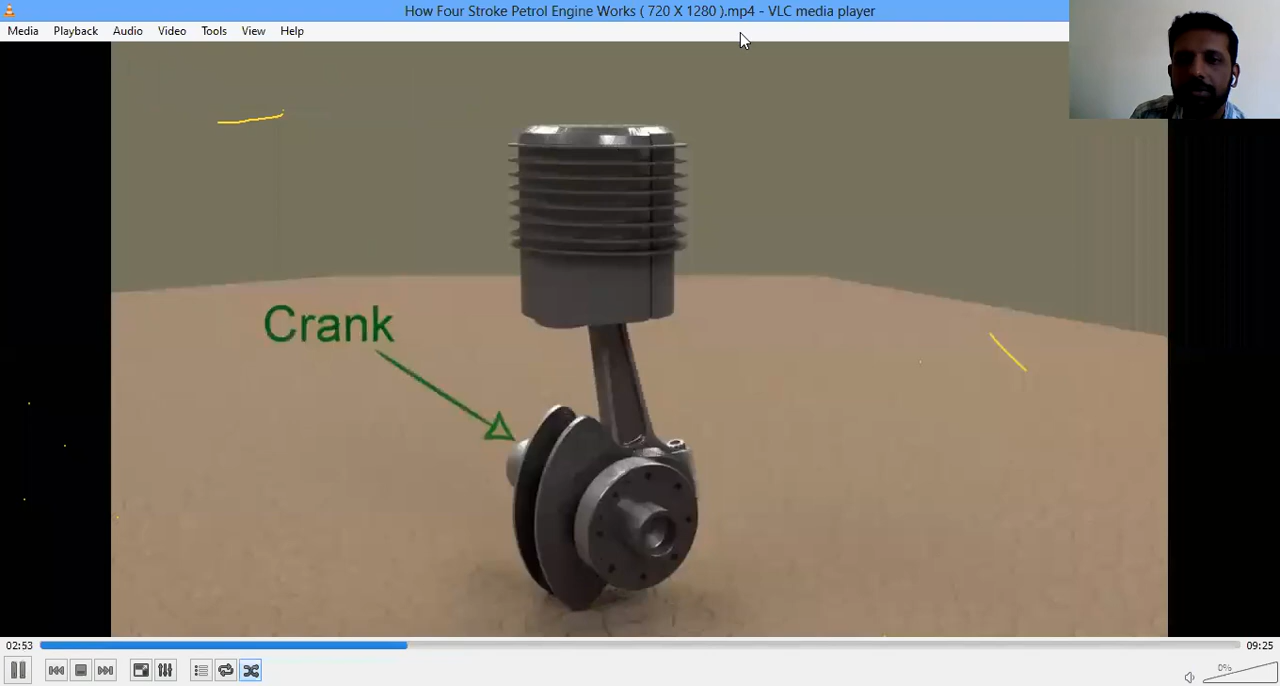 How Four Stroke Petrol Engine Works ( 720 X 1280 ).mp4 - VLC media player
Media Playback Audio Video Tools View Help
Crank
02:53 09:25
0%